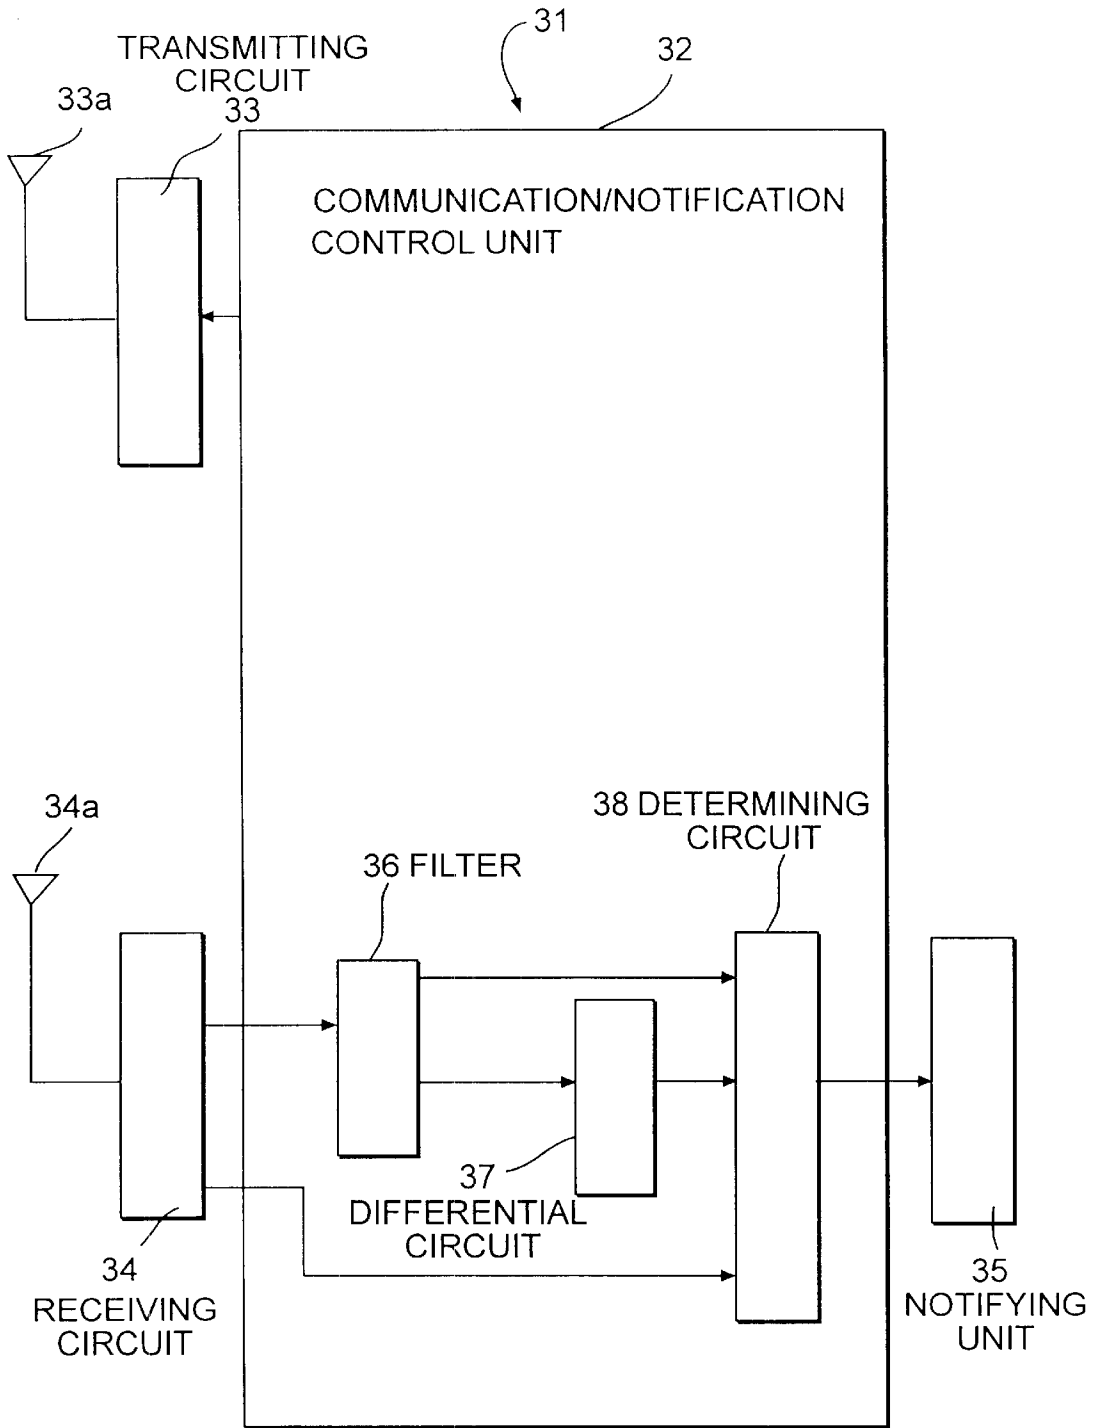 31
TRANSMITTING
CIRCUIT
32
33a
33
COMMUNICATION/NOTIFICATION
CONTROL UNIT
34a
38 DETERMINING
CIRCUIT
36 FILTER
37
DIFFERENTIAL
CIRCUIT
34
RECEIVING
CIRCUIT
35
NOTIFYING
UNIT